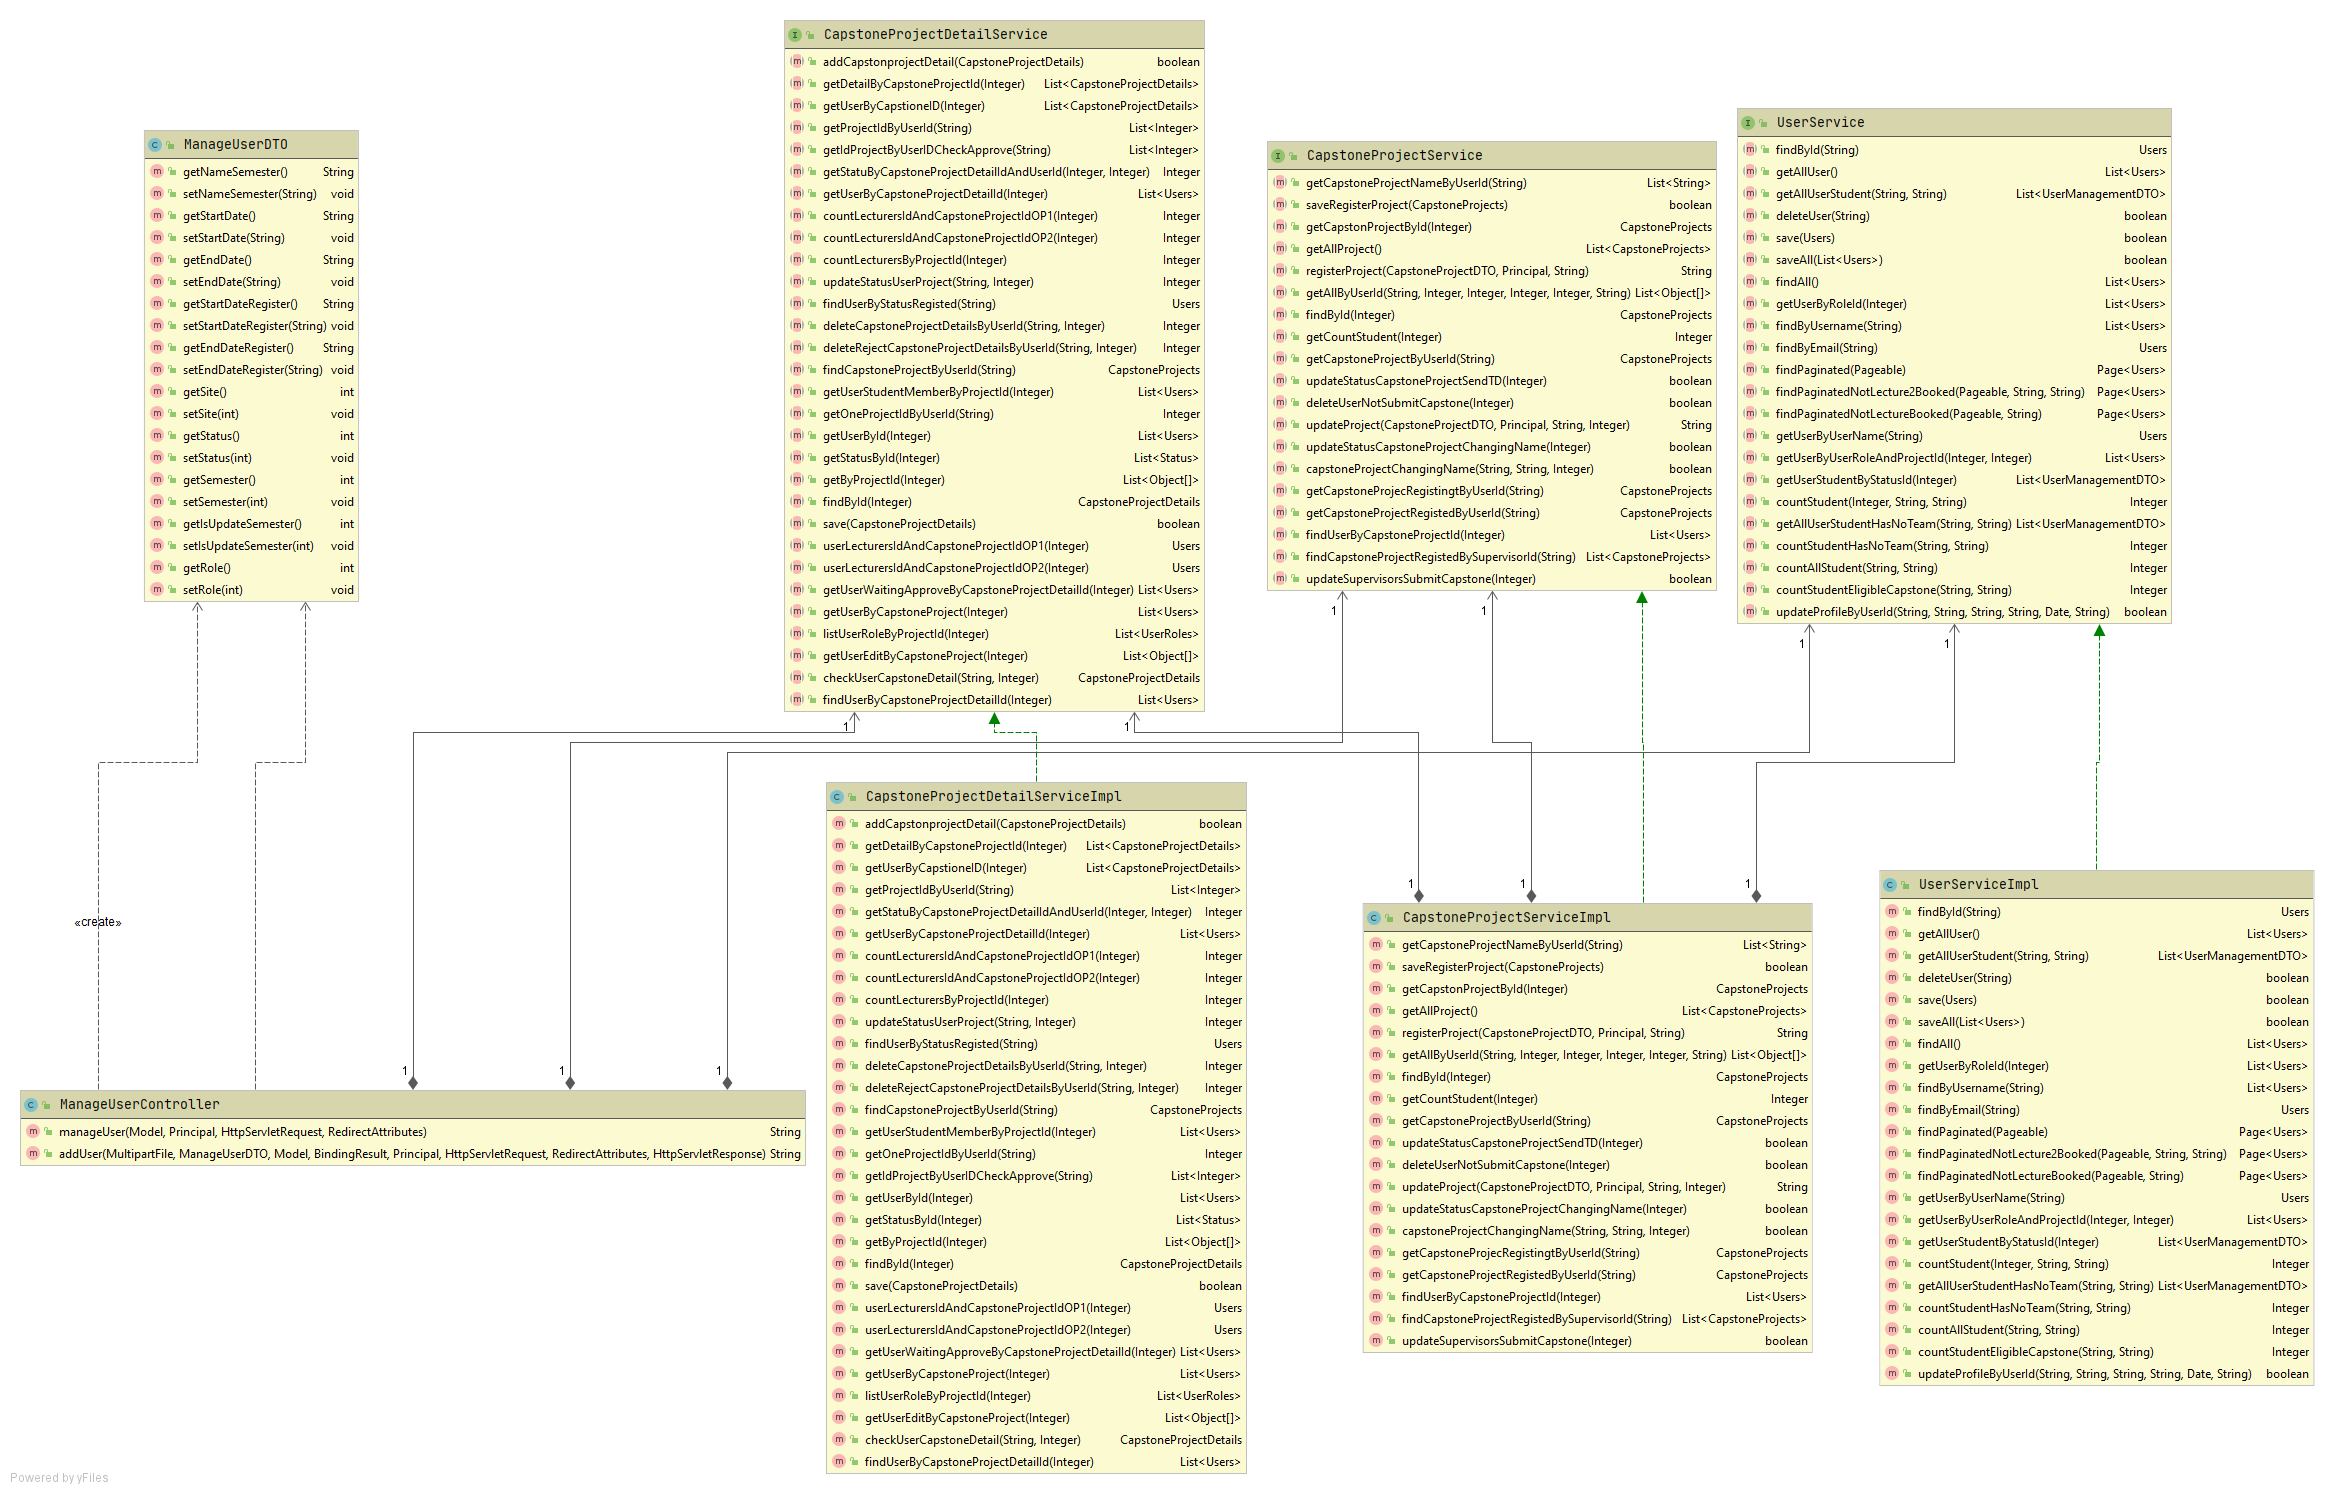 CapstoneProjectDetailService
addCapstonprojectDetail(CapstoneProjectDetails) boolean
getDetailByCapstoneProjectId(Integer) List<CapstoneProjectDetails>
getUserByCapstioneID(Integer) List<CapstoneProjectDetails>
getProjectIdByUserId(String) List<Integer>
getIdProjectByUserIDCheckApprove(String) List<Integer>
getStatuByCapstoneProjectDetailIdAndUserId(Integer, Integer) Integer
getUserByCapstoneProjectDetailId(Integer) List<Users>
countLecturersIdAndCapstoneProjectIdOP1(Integer) Integer
countLecturersIdAndCapstoneProjectIdOP2(Integer) Integer
countLecturersByProjectId(Integer) Integer
updateStatusUserProject(String, Integer) Integer
findUserByStatusRegisted(String) Users
deleteCapstoneProjectDetailsByUserId(String, Integer) Integer
deleteRejectCapstoneProjectDetailsByUserId(String, Integer) Integer
findCapstoneProjectByUserId(String) CapstoneProjects
getUserStudentMemberByProjectId(Integer) List<Users>
getOneProjectIdByUserId(String) Integer
getUserById(Integer) List<Users>
getStatusById(Integer) List<Status>
getByProjectId(Integer) List<Object[]>
findById(Integer) CapstoneProjectDetails
save(CapstoneProjectDetails) boolean
userLecturersIdAndCapstoneProjectIdOP1(Integer) Users
userLecturersIdAndCapstoneProjectIdOP2(Integer) Users
getUserWaitingApproveByCapstoneProjectDetailId(Integer) List<Users>
getUserByCapstoneProject(Integer) List<Users>
listUserRoleByProjectId(Integer) List<UserRoles>
getUserEditByCapstoneProject(Integer) List<Object[]>
checkUserCapstoneDetail(String, Integer) CapstoneProjectDetails
findUserByCapstoneProjectDetailId(Integer) List<Users>
UserService
findById(String) Users
getAllUser() List<Users>
getAllUserStudent(String, String) List<UserManagementDTO>
deleteUser(String) boolean
save(Users) boolean
saveAll(List<Users>) boolean
findAll() List<Users>
getUserByRoleId(Integer) List<Users>
findByUsername(String) List<Users>
findByEmail(String) Users
findPaginated(Pageable) Page<Users>
findPaginatedNotLecture2Booked(Pageable, String, String) Page<Users>
findPaginatedNotLectureBooked(Pageable, String) Page<Users>
getUserByUserName(String) Users
getUserByUserRoleAndProjectId(Integer, Integer) List<Users>
getUserStudentByStatusId(Integer) List<UserManagementDTO>
countStudent(Integer, String, String) Integer
getAllUserStudentHasNoTeam(String, String) List<UserManagementDTO>
countStudentHasNoTeam(String, String) Integer
countAllStudent(String, String) Integer
countStudentEligibleCapstone(String, String) Integer
updateProfileByUserId(String, String, String, String, Date, String) boolean
ManageUserDTO
getNameSemester() String
setNameSemester(String) void
getStartDate() String
setStartDate(String) void
getEndDate() String
setEndDate(String) void
getStartDateRegister() String
setStartDateRegister(String) void
getEndDateRegister() String
setEndDateRegister(String) void
getSite() int
setSite(int) void
getStatus() int
setStatus(int) void
getSemester() int
setSemester(int) void
getIsUpdateSemester() int
setIsUpdateSemester(int) void
getRole() int
setRole(int) void
CapstoneProjectService
getCapstoneProjectNameByUserId(String) List<String>
saveRegisterProject(CapstoneProjects) boolean
getCapstonProjectById(Integer) CapstoneProjects
getAllProject() List<CapstoneProjects>
registerProject(CapstoneProjectDTO, Principal, String) String
getAllByUserId(String, Integer, Integer, Integer, Integer, String) List<Object[]>
findById(Integer) CapstoneProjects
getCountStudent(Integer) Integer
getCapstoneProjectByUserId(String) CapstoneProjects
updateStatusCapstoneProjectSendTD(Integer) boolean
deleteUserNotSubmitCapstone(Integer) boolean
updateProject(CapstoneProjectDTO, Principal, String, Integer) String
updateStatusCapstoneProjectChangingName(Integer) boolean
capstoneProjectChangingName(String, String, Integer) boolean
getCapstoneProjecRegistingtByUserId(String) CapstoneProjects
getCapstoneProjectRegistedByUserId(String) CapstoneProjects
findUserByCapstoneProjectId(Integer) List<Users>
findCapstoneProjectRegistedBySupervisorId(String) List<CapstoneProjects>
updateSupervisorsSubmitCapstone(Integer) boolean
1
1
1
1
1
1
CapstoneProjectDetailServiceImpl
addCapstonprojectDetail(CapstoneProjectDetails) boolean
getDetailByCapstoneProjectId(Integer) List<CapstoneProjectDetails>
getUserByCapstioneID(Integer) List<CapstoneProjectDetails>
getProjectIdByUserId(String) List<Integer>
getStatuByCapstoneProjectDetailIdAndUserId(Integer, Integer) Integer
getUserByCapstoneProjectDetailId(Integer) List<Users>
countLecturersIdAndCapstoneProjectIdOP1(Integer) Integer
countLecturersIdAndCapstoneProjectIdOP2(Integer) Integer
countLecturersByProjectId(Integer) Integer
updateStatusUserProject(String, Integer) Integer
findUserByStatusRegisted(String) Users
deleteCapstoneProjectDetailsByUserId(String, Integer) Integer
deleteRejectCapstoneProjectDetailsByUserId(String, Integer) Integer
findCapstoneProjectByUserId(String) CapstoneProjects
getUserStudentMemberByProjectId(Integer) List<Users>
getOneProjectIdByUserId(String) Integer
getIdProjectByUserIDCheckApprove(String) List<Integer>
getUserById(Integer) List<Users>
getStatusById(Integer) List<Status>
getByProjectId(Integer) List<Object[]>
findById(Integer) CapstoneProjectDetails
save(CapstoneProjectDetails) boolean
userLecturersIdAndCapstoneProjectIdOP1(Integer) Users
userLecturersIdAndCapstoneProjectIdOP2(Integer) Users
getUserWaitingApproveByCapstoneProjectDetailId(Integer) List<Users>
getUserByCapstoneProject(Integer) List<Users>
listUserRoleByProjectId(Integer) List<UserRoles>
getUserEditByCapstoneProject(Integer) List<Object[]>
checkUserCapstoneDetail(String, Integer) CapstoneProjectDetails
findUserByCapstoneProjectDetailId(Integer) List<Users>
1
1
1
CapstoneProjectServiceImpl
getCapstoneProjectNameByUserId(String) List<String>
saveRegisterProject(CapstoneProjects) boolean
getCapstonProjectById(Integer) CapstoneProjects
getAllProject() List<CapstoneProjects>
registerProject(CapstoneProjectDTO, Principal, String) String
getAllByUserId(String, Integer, Integer, Integer, Integer, String) List<Object[]>
findById(Integer) CapstoneProjects
getCountStudent(Integer) Integer
getCapstoneProjectByUserId(String) CapstoneProjects
updateStatusCapstoneProjectSendTD(Integer) boolean
deleteUserNotSubmitCapstone(Integer) boolean
updateProject(CapstoneProjectDTO, Principal, String, Integer) String
updateStatusCapstoneProjectChangingName(Integer) boolean
capstoneProjectChangingName(String, String, Integer) boolean
getCapstoneProjecRegistingtByUserId(String) CapstoneProjects
getCapstoneProjectRegistedByUserId(String) CapstoneProjects
findUserByCapstoneProjectId(Integer) List<Users>
findCapstoneProjectRegistedBySupervisorId(String) List<CapstoneProjects>
updateSupervisorsSubmitCapstone(Integer) boolean
UserServiceImpl
findById(String) Users
getAllUser() List<Users>
getAllUserStudent(String, String) List<UserManagementDTO>
deleteUser(String) boolean
save(Users) boolean
saveAll(List<Users>) boolean
findAll() List<Users>
getUserByRoleId(Integer) List<Users>
findByUsername(String) List<Users>
findByEmail(String) Users
findPaginated(Pageable) Page<Users>
findPaginatedNotLecture2Booked(Pageable, String, String) Page<Users>
findPaginatedNotLectureBooked(Pageable, String) Page<Users>
getUserByUserName(String) Users
getUserByUserRoleAndProjectId(Integer, Integer) List<Users>
getUserStudentByStatusId(Integer) List<UserManagementDTO>
countStudent(Integer, String, String) Integer
getAllUserStudentHasNoTeam(String, String) List<UserManagementDTO>
countStudentHasNoTeam(String, String) Integer
countAllStudent(String, String) Integer
countStudentEligibleCapstone(String, String) Integer
updateProfileByUserId(String, String, String, String, Date, String) boolean
«create»
1
1
1
ManageUserController
manageUser(Model, Principal, HttpServletRequest, RedirectAttributes) String
addUser(MultipartFile, ManageUserDTO, Model, BindingResult, Principal, HttpServletRequest, RedirectAttributes, HttpServletResponse) String
Powered by yFiles